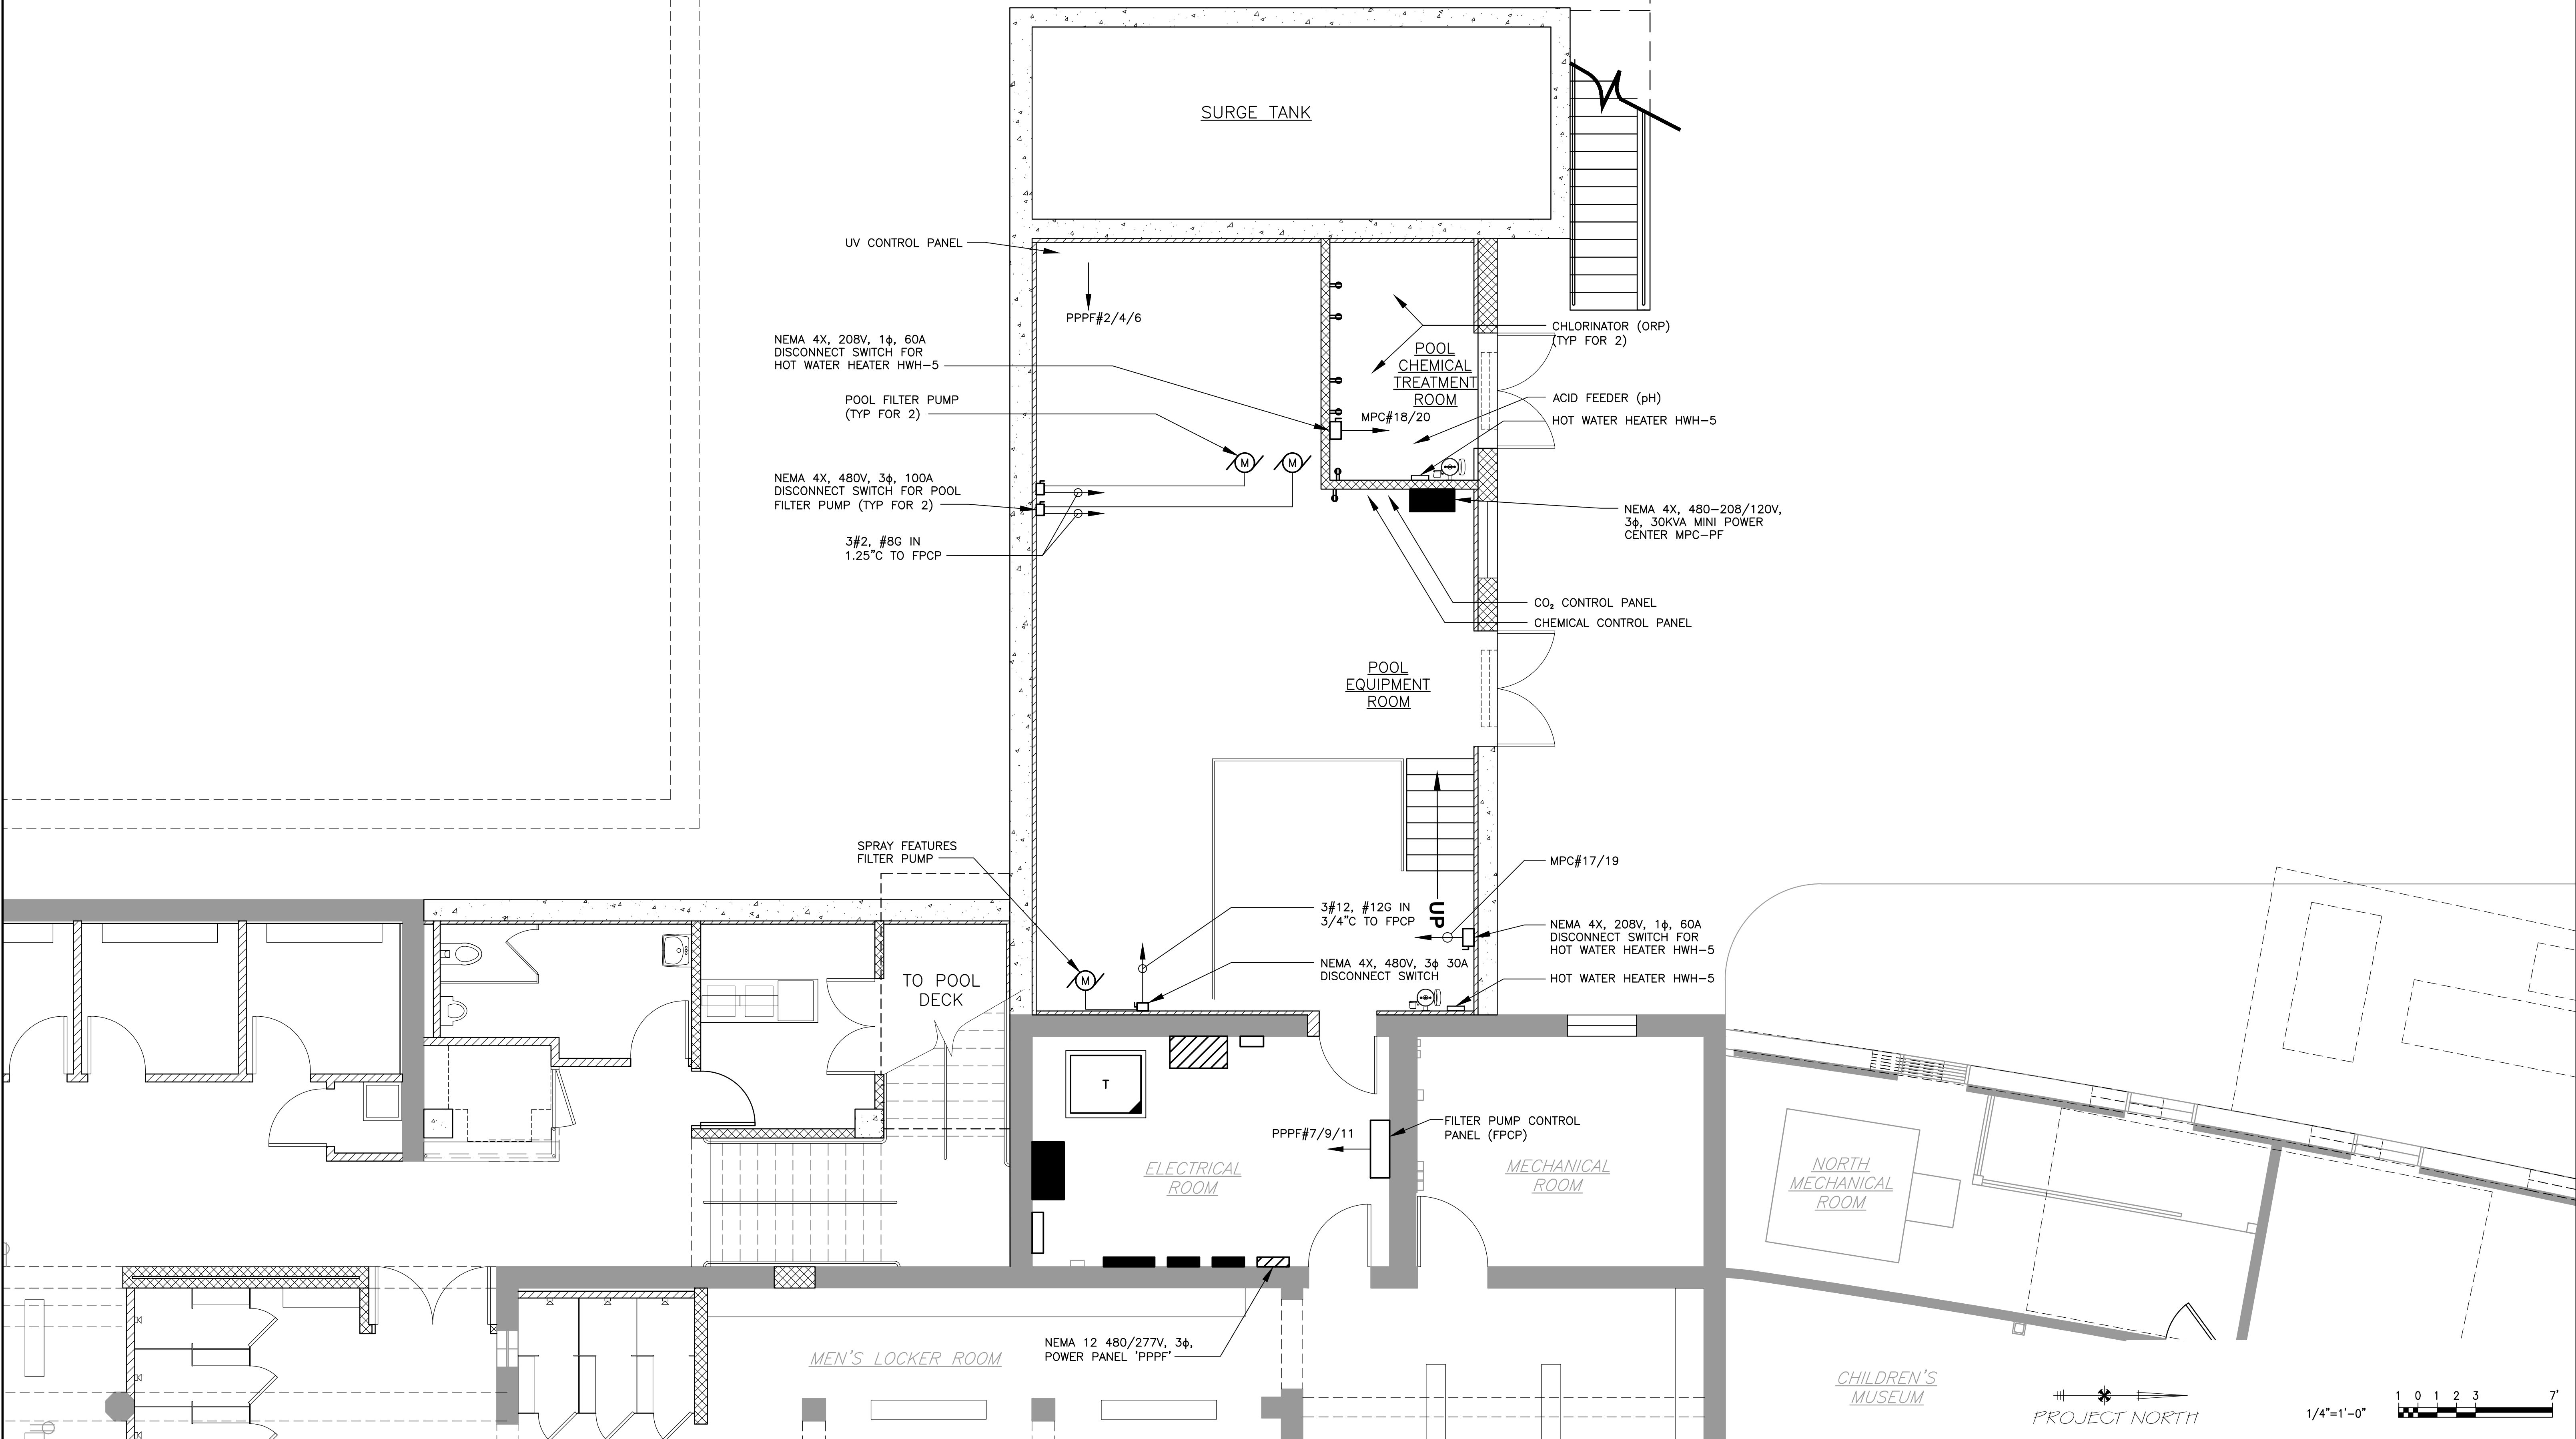 SURGE TANK
UV CONTROL PANEL
PPPF#2/4/6
NEMA 4X, 208V, 1ϕ, 60A
DISCONNECT SWITCH FOR
HOT WATER HEATER HWH-5
CHLORINATOR (ORP)
(TYP FOR 2)
POOL
CHEMICAL
TREATMENT
ROOM
POOL FILTER PUMP
(TYP FOR 2)
MPC#18/20
ACID FEEDER (pH)
HOT WATER HEATER HWH-5
M
M
NEMA 4X, 480V, 3ϕ, 100A
DISCONNECT SWITCH FOR POOL
FILTER PUMP (TYP FOR 2)
NEMA 4X, 480-208/120V,
3ϕ, 30KVA MINI POWER
CENTER MPC-PF
3#2, #8G IN
1.25"C TO FPCP
CO₂ CONTROL PANEL
CHEMICAL CONTROL PANEL
POOL
EQUIPMENT
ROOM
SPRAY FEATURES
FILTER PUMP
MPC#17/19
3#12, #12G IN
3/4"C TO FPCP
UP
NEMA 4X, 208V, 1ϕ, 60A
DISCONNECT SWITCH FOR
HOT WATER HEATER HWH-5
NEMA 4X, 480V, 3ϕ 30A
DISCONNECT SWITCH
HOT WATER HEATER HWH-5
M
TO POOL
DECK
T
PPPF#7/9/11
FILTER PUMP CONTROL
PANEL (FPCP)
ELECTRICAL
ROOM
MECHANICAL
ROOM
NORTH
MECHANICAL
ROOM
NEMA 12 480/277V, 3ϕ,
POWER PANEL 'PPPF'
MEN'S LOCKER ROOM
CHILDREN'S
MUSEUM
PROJECT NORTH
1/4"=1'-0"
1 0 1 2 3 7'